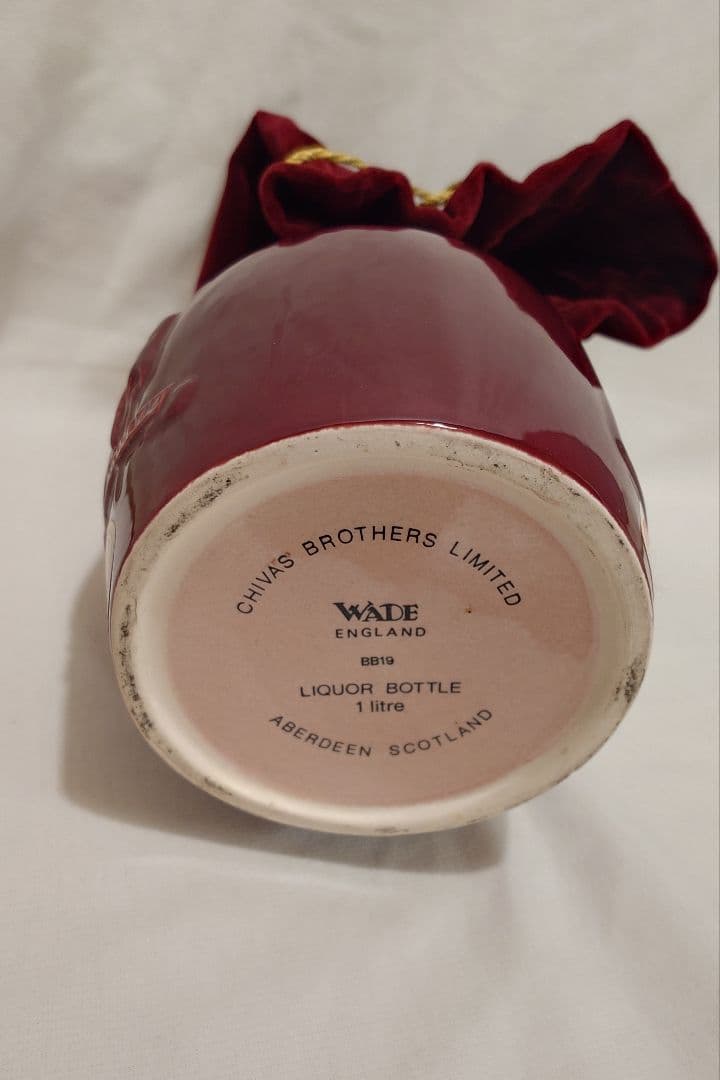 CHIVAS BROTHERS LIMITED
WADE
ENGLAND
BB19
LIQUOR BOTTLE
1 litre
ABERDEEN SCOTLAND